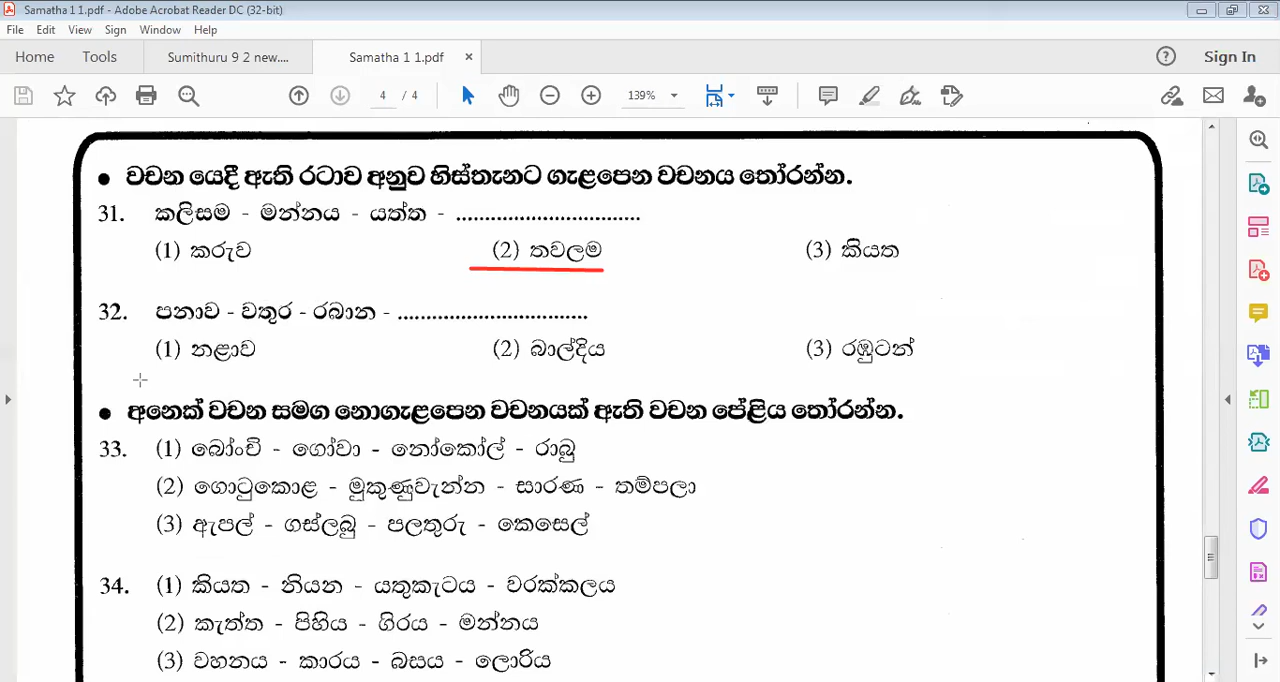 Samatha 1 1.pdf - Adobe Acrobat Reader DC (32-bit)
File Edit View Sign Window Help
Home Tools Sumithuru 9 2 new.... Samatha 1 1.pdf × Sign In
4 / 4 139%
• වචන යෙදී ඇති රටාව අනුව හිස්තැනට ගැළපෙන වචනය තෝරන්න.
31. කලිසම - මන්නය - යත්ත - ................................
(1) කරුව (2) තවලම (3) කියත
32. පනාව - වතුර - රබාන - .................................
(1) නළාව (2) බාල්දිය (3) රඹුටන්
• අනෙක් වචන සමග නොගැළපෙන වචනයක් ඇති වචන පේළිය තෝරන්න.
33. (1) බෝංචි - ගෝවා - නෝකෝල් - රාබු
(2) ගොටුකොළ - මුකුණුවැන්න - සාරණ - තම්පලා
(3) ඇපල් - ගස්ලබු - පලතුරු - කෙසෙල්
34. (1) කියත - නියන - යතුකැටය - වරක්කලය
(2) කැත්ත - පිහිය - ගිරය - මන්නය
(3) වහනය - කාරය - බසය - ලොරිය